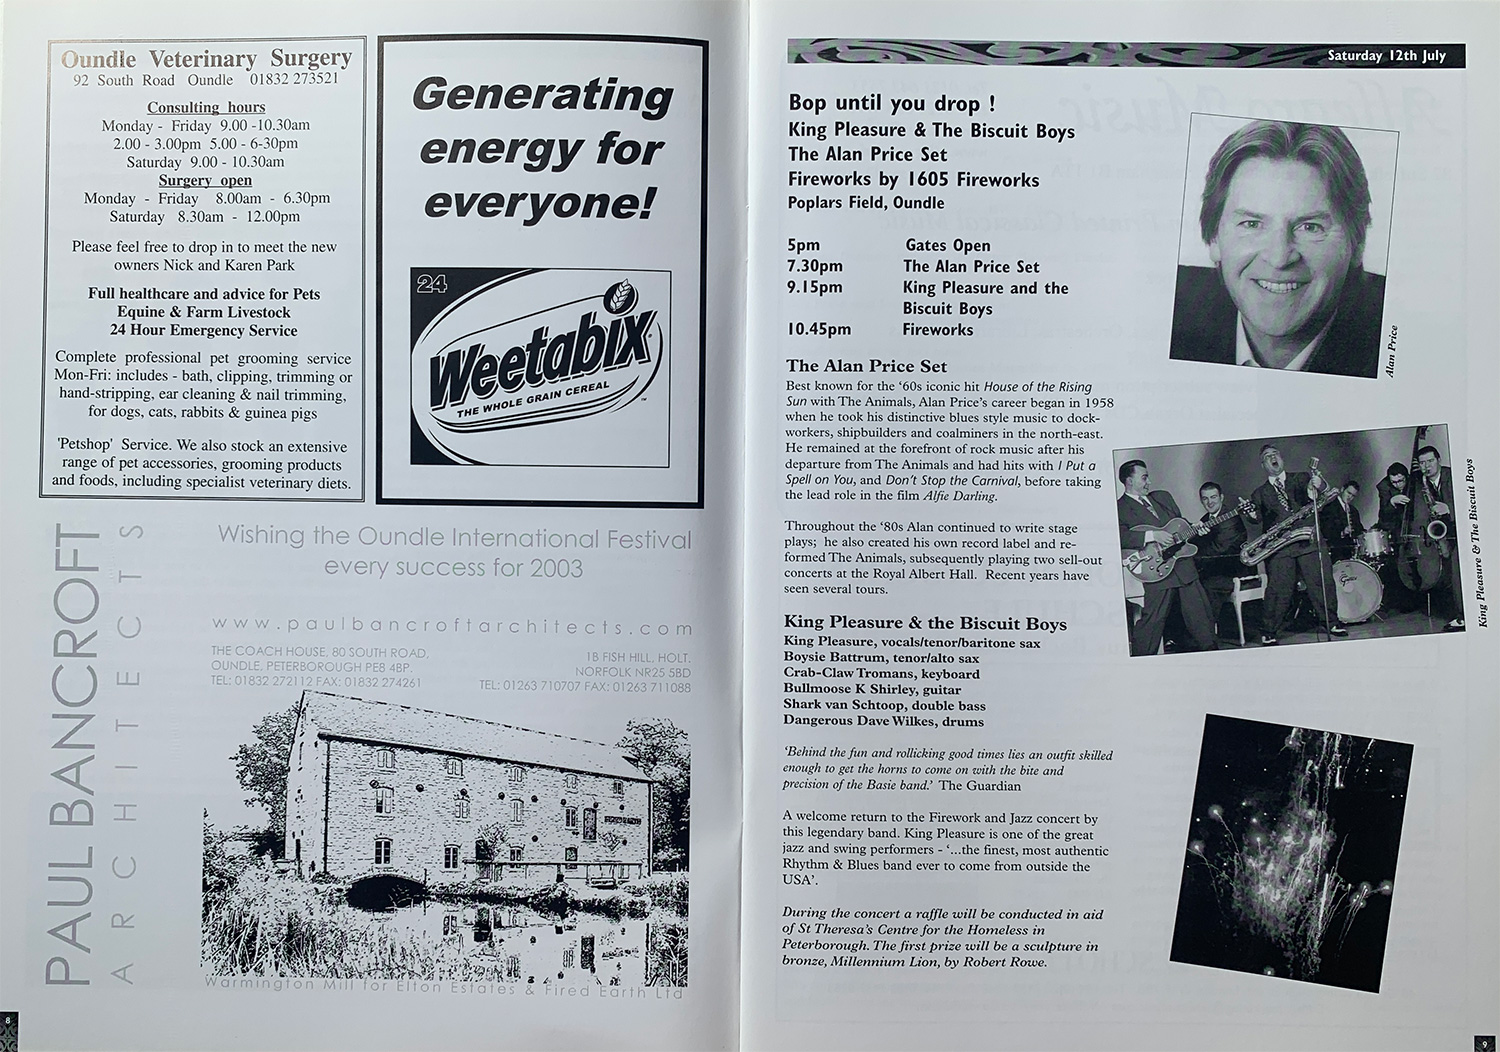 Oundle Veterinary Surgery
92 South Road Oundle 01832 273521
Consulting hours
Monday - Friday 9.00 -10.30am
2.00 - 3.00pm 5.00 - 6-30pm
Saturday 9.00 - 10.30am
Surgery open
Monday - Friday 8.00am - 6.30pm
Saturday 8.30am - 12.00pm
Please feel free to drop in to meet the new
owners Nick and Karen Park
Full healthcare and advice for Pets
Equine & Farm Livestock
24 Hour Emergency Service
Complete professional pet grooming service
Mon-Fri: includes - bath, clipping, trimming or
hand-stripping, ear cleaning & nail trimming,
for dogs, cats, rabbits & guinea pigs
'Petshop' Service. We also stock an extensive
range of pet accessories, grooming products
and foods, including specialist veterinary diets.
Generating
energy for
everyone!
24
Weetabix
THE WHOLE GRAIN CEREAL
™
PAUL BANCROFT
ARCHITECTS
Wishing the Oundle International Festival
every success for 2003
www.paulbancroftarchitects.com
THE COACH HOUSE, 80 SOUTH ROAD,
OUNDLE, PETERBOROUGH PE8 4BP.
TEL: 01832 272112 FAX: 01832 274261
1B FISH HILL, HOLT,
NORFOLK NR25 5BD
TEL: 01263 710707 FAX: 01263 711088
Warmington Mill for Elton Estates & Fired Earth Ltd
8
Saturday 12th July
Bop until you drop !
King Pleasure & The Biscuit Boys
The Alan Price Set
Fireworks by 1605 Fireworks
Poplars Field, Oundle
5pm Gates Open
7.30pm The Alan Price Set
9.15pm King Pleasure and the
Biscuit Boys
10.45pm Fireworks
Alan Price
The Alan Price Set
Best known for the '60s iconic hit House of the Rising
Sun with The Animals, Alan Price's career began in 1958
when he took his distinctive blues style music to dock-
workers, shipbuilders and coalminers in the north-east.
He remained at the forefront of rock music after his
departure from The Animals and had hits with I Put a
Spell on You, and Don't Stop the Carnival, before taking
the lead role in the film Alfie Darling.
Throughout the '80s Alan continued to write stage
plays; he also created his own record label and re-
formed The Animals, subsequently playing two sell-out
concerts at the Royal Albert Hall. Recent years have
seen several tours.
King Pleasure & The Biscuit Boys
King Pleasure & the Biscuit Boys
King Pleasure, vocals/tenor/baritone sax
Boysie Battrum, tenor/alto sax
Crab-Claw Tromans, keyboard
Bullmoose K Shirley, guitar
Shark van Schtoop, double bass
Dangerous Dave Wilkes, drums
'Behind the fun and rollicking good times lies an outfit skilled
enough to get the horns to come on with the bite and
precision of the Basie band.' The Guardian
A welcome return to the Firework and Jazz concert by
this legendary band. King Pleasure is one of the great
jazz and swing performers - '...the finest, most authentic
Rhythm & Blues band ever to come from outside the
USA'.
During the concert a raffle will be conducted in aid
of St Theresa's Centre for the Homeless in
Peterborough. The first prize will be a sculpture in
bronze, Millennium Lion, by Robert Rowe.
9